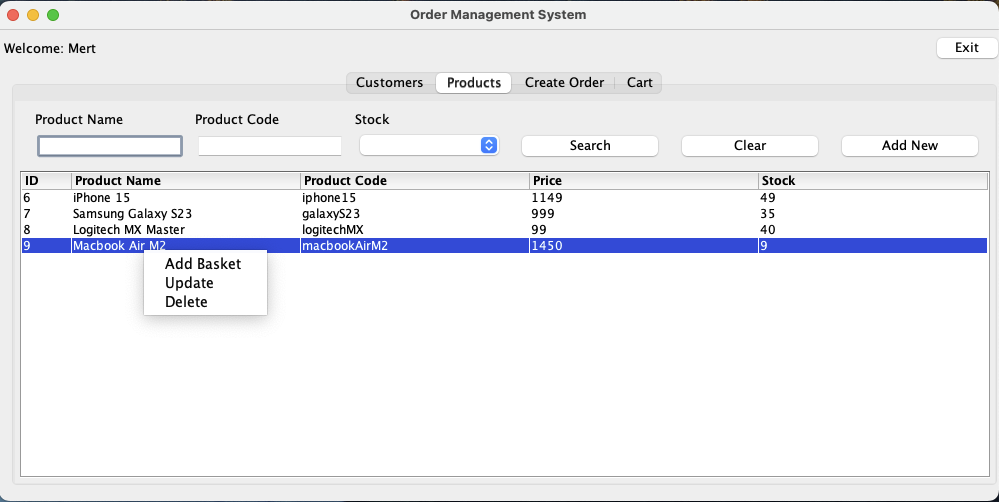 Order Management System
Welcome: Mert
Exit
Customers Products Create Order Cart
Product Name Product Code Stock
Search Clear Add New
ID Product Name Product Code Price Stock
6 iPhone 15 iphone15 1149 49
7 Samsung Galaxy S23 galaxyS23 999 35
8 Logitech MX Master logitechMX 99 40
9 Macbook Air M2 macbookAirM2 1450 9
Add Basket
Update
Delete